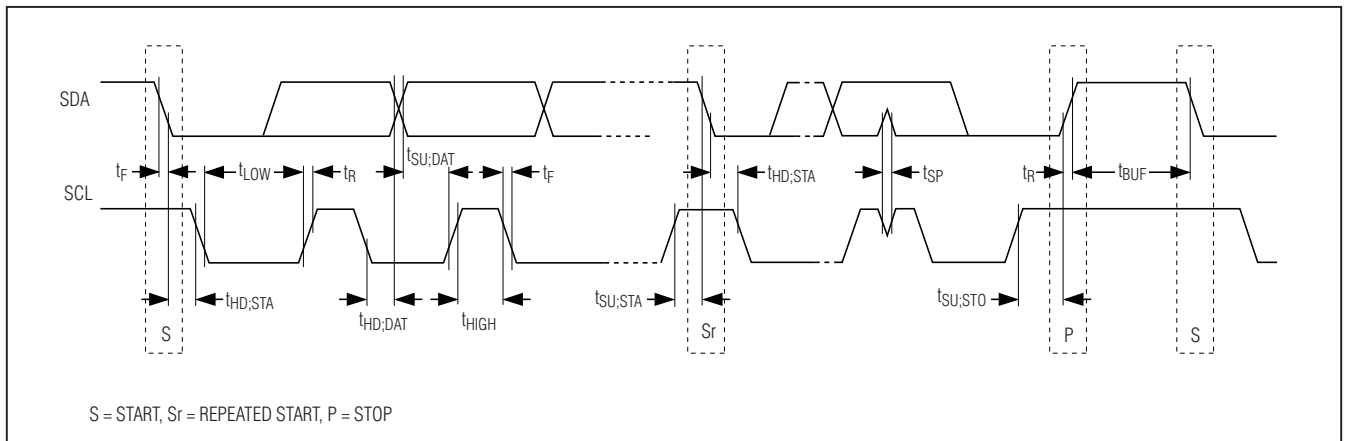 SDA
tSU;DAT
tF
tLOW
tR
tF
tHD;STA
tSP
tR
tBUF
SCL
tHD;STA
tHD;DAT
tHIGH
tSU;STA
tSU;STO
S
Sr
P
S
S = START, Sr = REPEATED START, P = STOP